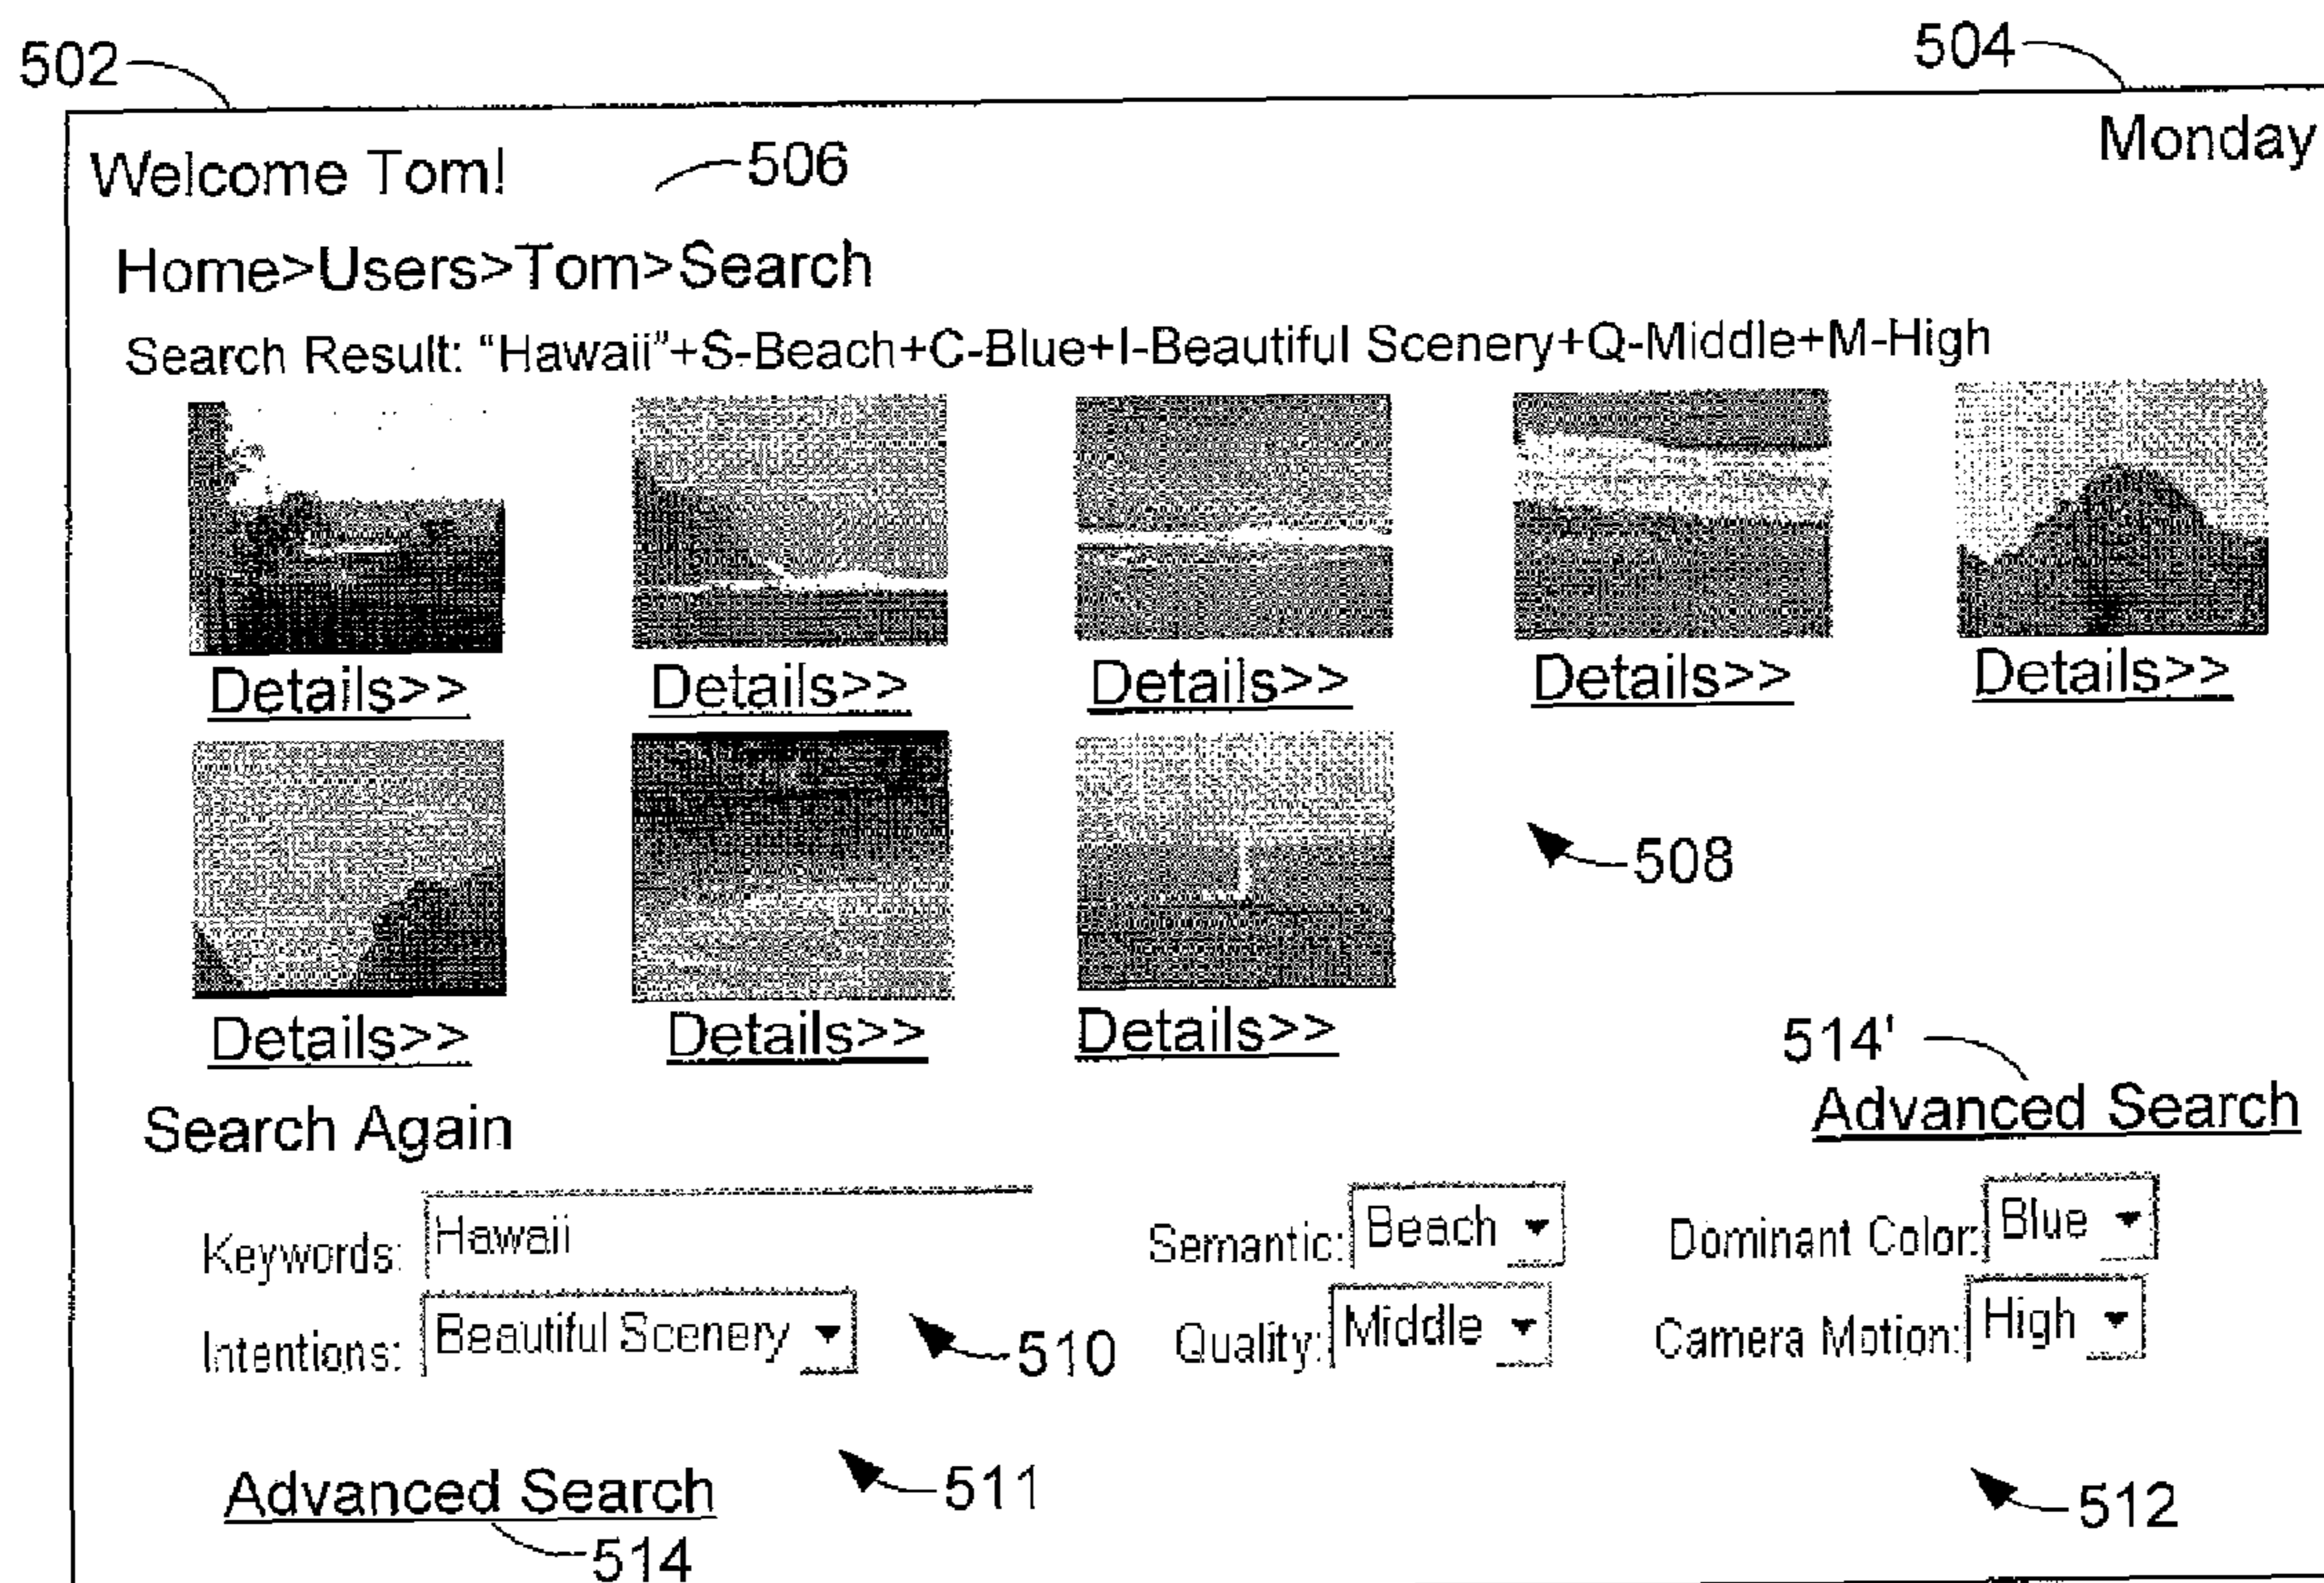 502 504
Welcome Tom! 506 Monday
Home>Users>Tom>Search
Search Result: “Hawaii”+S-Beach+C-Blue+I-Beautiful Scenery+Q-Middle+M-High
Details>> Details>> Details>> Details>> Details>>
508
Details>> Details>> Details>>
514'
Search Again Advanced Search
Keywords: Hawaii Semantic: Beach Dominant Color: Blue
Intentions: Beautiful Scenery 510 Quality: Middle Camera Motion: High
Advanced Search 511 512
514